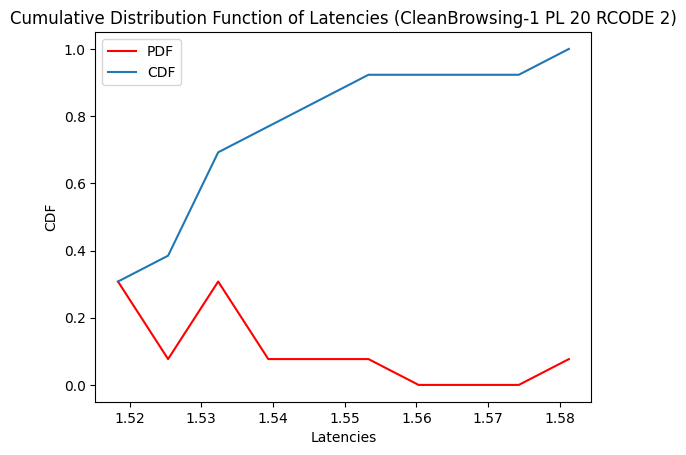 Cumulative Distribution Function of Latencies (CleanBrowsing-1 PL 20 RCODE 2)
PDF
CDF
1.0
0.8
0.6
0.4
0.2
0.0
CDF
1.52 1.53 1.54 1.55 1.56 1.57 1.58
Latencies